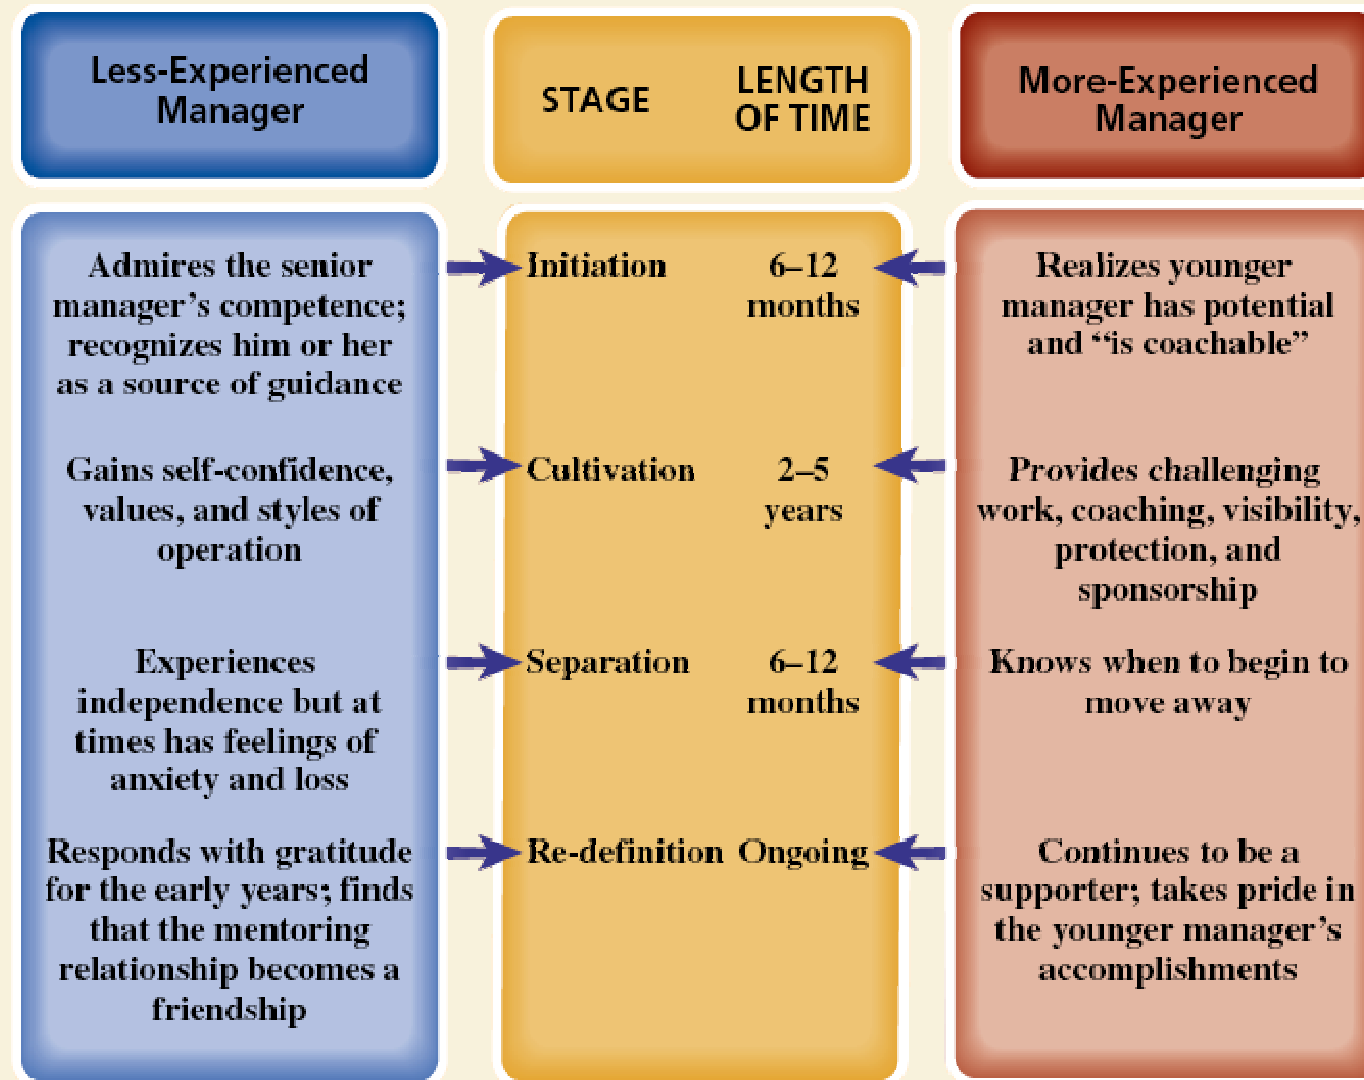 Less-Experienced
Manager
STAGE
LENGTH
OF TIME
More-Experienced
Manager
Admires the senior
manager’s competence;
recognizes him or her
as a source of guidance
Initiation
6–12
months
Realizes younger
manager has potential
and “is coachable”
Gains self-confidence,
values, and styles of
operation
Cultivation
2–5
years
Provides challenging
work, coaching, visibility,
protection, and
sponsorship
Experiences
independence but at
times has feelings of
anxiety and loss
Separation
6–12
months
Knows when to begin to
move away
Responds with gratitude
for the early years; finds
that the mentoring
relationship becomes a
friendship
Re-definition
Ongoing
Continues to be a
supporter; takes pride in
the younger manager’s
accomplishments